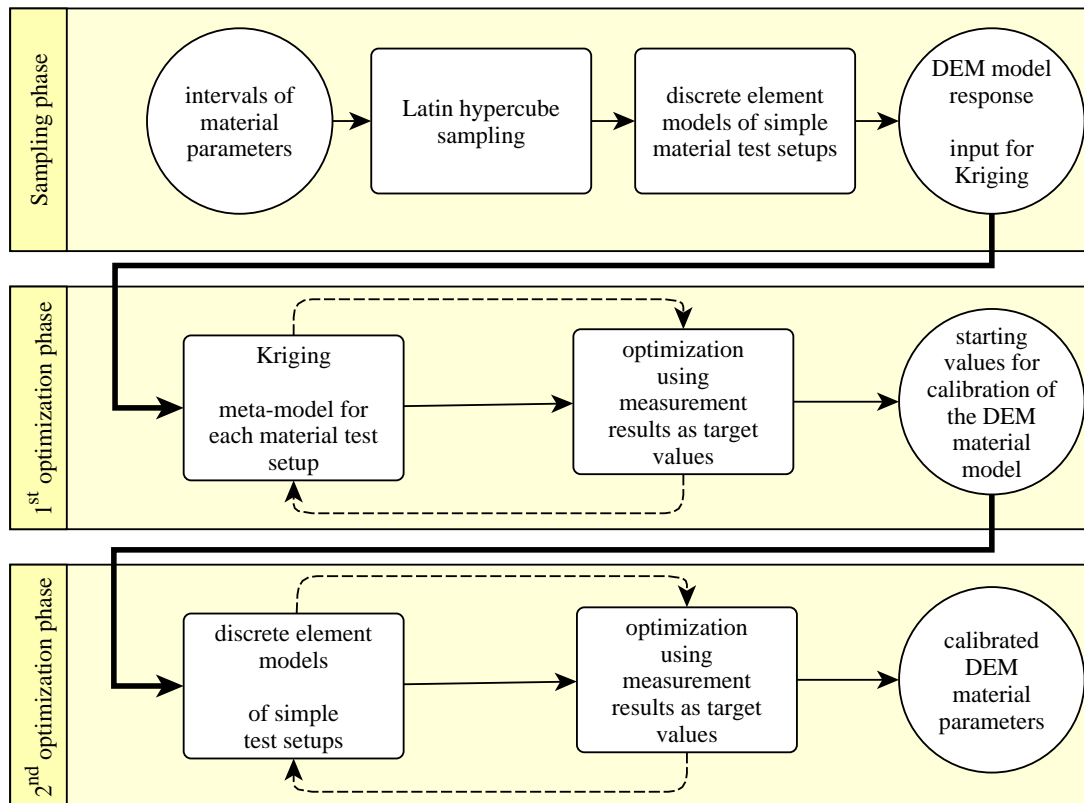 Sampling phase
intervals of
material
parameters
Latin hypercube
sampling
discrete element
models of simple
material test setups
DEM model
response
input for
Kriging
1st optimization phase
Kriging
meta-model for
each material test
setup
optimization
using
measurement
results as target
values
starting
values for
calibration of
the DEM
material
model
2nd optimization phase
discrete element
models
of simple
test setups
optimization
using
measurement
results as target
values
calibrated
DEM
material
parameters